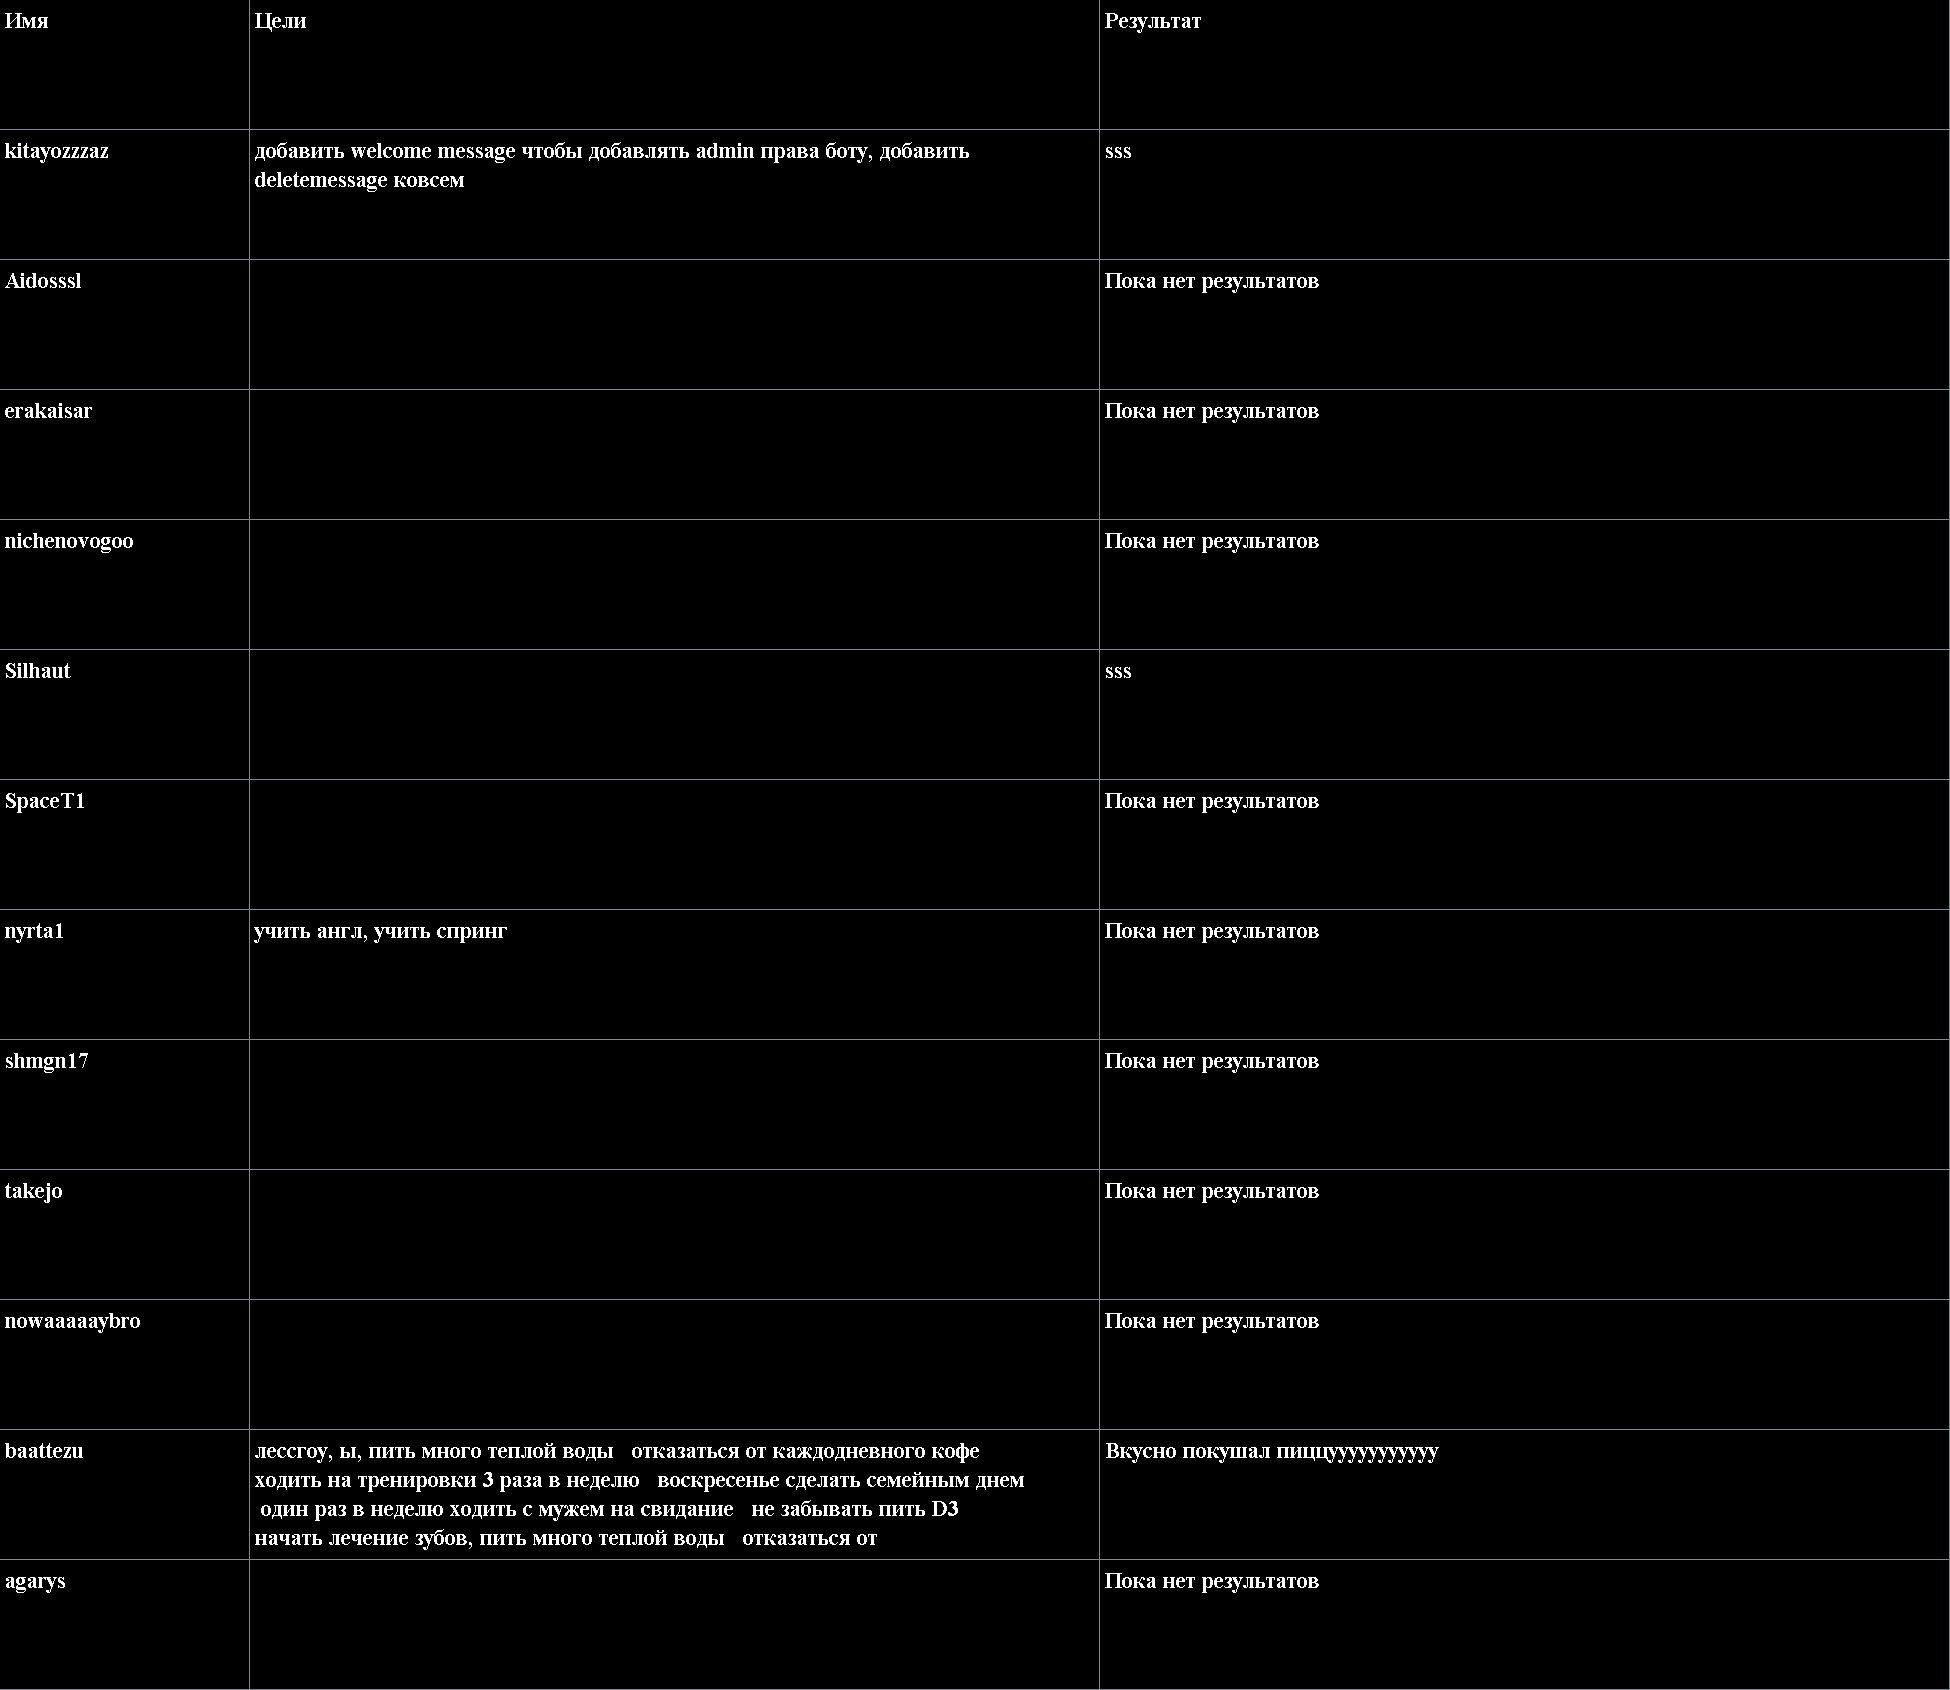 Имя Цели Результат
kitayozzzaz добавить welcome message чтобы добавлять admin права боту, добавить sss
deletemessage ковсем
Aidosssl Пока нет результатов
erakaisar Пока нет результатов
nichenovogoo Пока нет результатов
Silhaut sss
SpaceT1 Пока нет результатов
nyrta1 учить англ, учить спринг Пока нет результатов
shmgn17 Пока нет результатов
takejo Пока нет результатов
nowaaaaaybro Пока нет результатов
baattezu лессгоу, ы, пить много теплой воды отказаться от каждодневного кофе Вкусно покушал пиццууууууууууу
ходить на тренировки 3 раза в неделю воскресенье сделать семейным днем
один раз в неделю ходить с мужем на свидание не забывать пить D3
начать лечение зубов, пить много теплой воды отказаться от
agarys Пока нет результатов